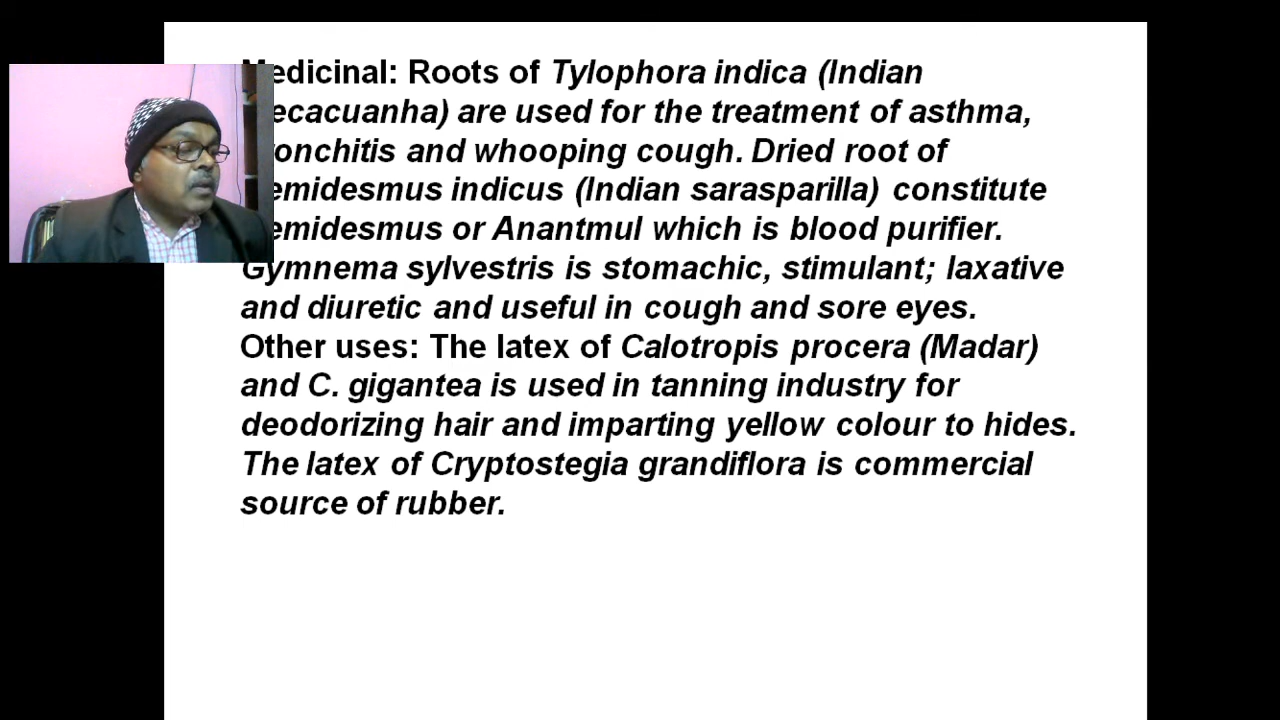 Medicinal: Roots of Tylophora indica (Indian
ecacuanha) are used for the treatment of asthma,
ronchitis and whooping cough. Dried root of
emidesmus indicus (Indian sarasparilla) constitute
emidesmus or Anantmul which is blood purifier.
Gymnema sylvestris is stomachic, stimulant; laxative
and diuretic and useful in cough and sore eyes.
Other uses: The latex of Calotropis procera (Madar)
and C. gigantea is used in tanning industry for
deodorizing hair and imparting yellow colour to hides.
The latex of Cryptostegia grandiflora is commercial
source of rubber.